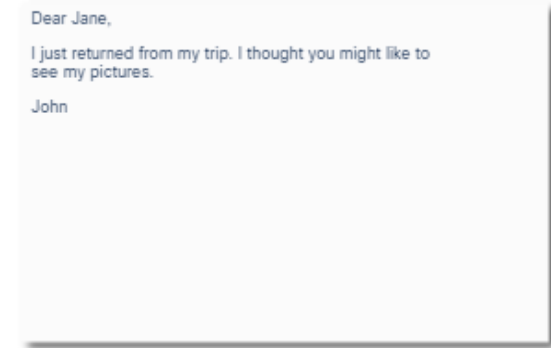 Dear Jane,
I just returned from my trip. I thought you might like to
see my pictures.
John